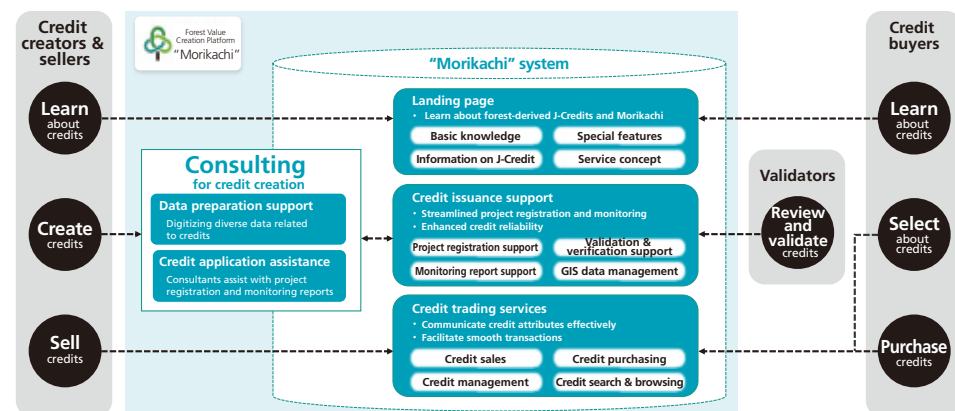 Credit
creators &
sellers
Learn
about
credits
Create
credits
Sell
credits
Forest Value
Creation Platform
“Morikachi”
“Morikachi” system
Landing page
・ Learn about forest-derived J-Credits and Morikachi
Basic knowledge
Special features
Information on J-Credit
Service concept
Consulting
for credit creation
Data preparation support
Digitizing diverse data related
to credits
Credit application assistance
Consultants assist with project
registration and monitoring reports
Credit issuance support
・ Streamlined project registration and monitoring
・ Enhanced credit reliability
Project registration support
Validation &
verification support
Monitoring report support
GIS data management
Credit trading services
・ Communicate credit attributes effectively
・ Facilitate smooth transactions
Credit sales
Credit purchasing
Credit management
Credit search & browsing
Validators
Review
and
validate
credits
Credit
buyers
Learn
about
credits
Select
about
credits
Purchase
credits